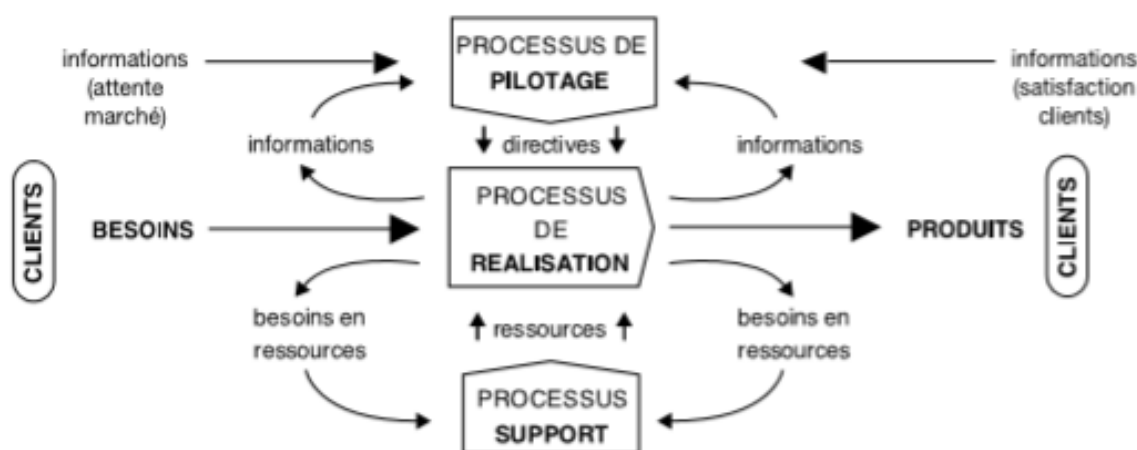 informations
(attente
marché)
PROCESSUS DE
PILOTAGE
informations
(satisfaction
clients)
informations
directives
informations
CLIENTS
BESOINS
PROCESSUS
DE
REALISATION
PRODUITS
CLIENTS
besoins en
ressources
ressources
besoins en
ressources
PROCESSUS
SUPPORT